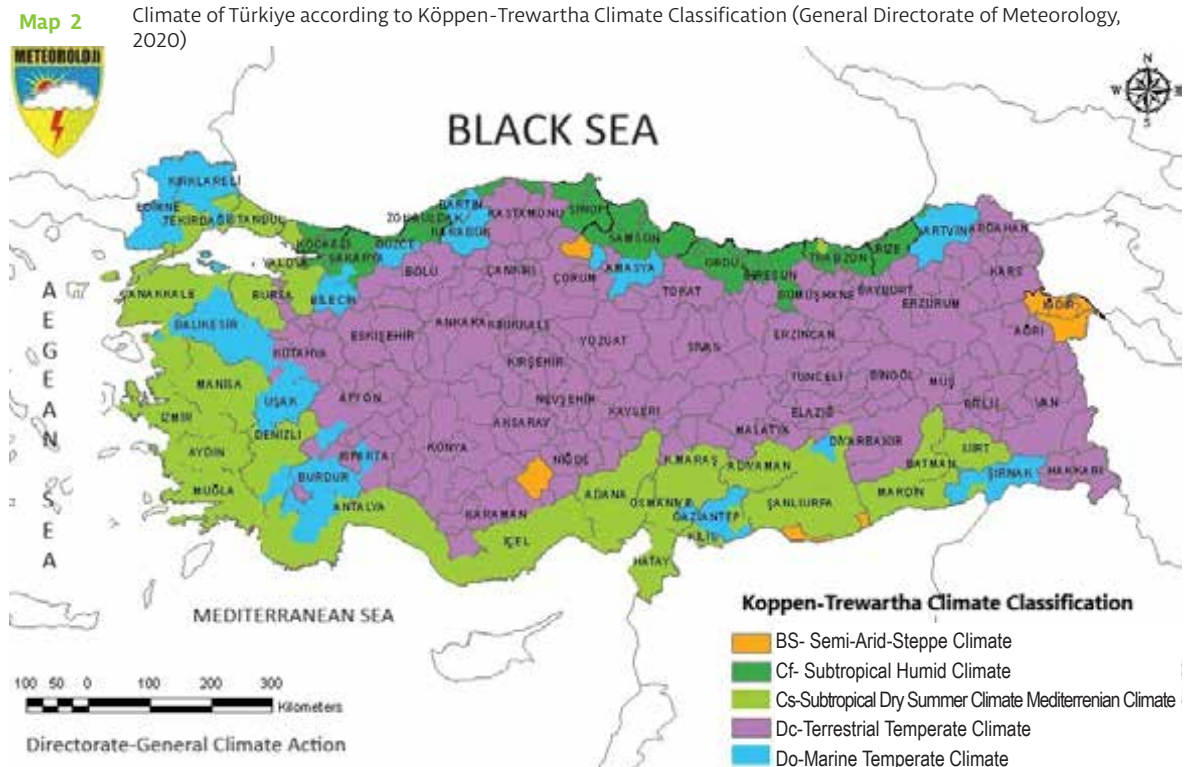 Map 2
Climate of Türkiye according to Köppen-Trewartha Climate Classification (General Directorate of Meteorology,
2020)
METEOROLOJİ
N
W
S
BLACK SEA
KIRKLARELİ
EDİRNE
TEKİRDAĞ
İSTANBUL
KOCAELİ
YALOVA
SAKARYA
DÜZCE
ZONGULDAK
BARTIN
KARABÜK
KASTAMONU
SİNOP
SAMSUN
BOLU
ÇANKIRI
ÇORUM
AMASYA
TOKAT
ORDU
GİRESUN
GÜMÜŞHANE
TRABZON
RİZE
BAYBURT
ARTVİN
ARDAHAN
KARS
IĞDIR
AĞRI
ERZURUM
ÇANAKKALE
BURSA
BİLECİK
BALIKESİR
KÜTAHYA
ESKİŞEHİR
ANKARA
KIRIKKALE
YOZGAT
SİVAS
ERZİNCAN
KIRŞEHİR
TUNCELİ
BİNGÖL
MUŞ
BİTLİS
VAN
MANİSA
UŞAK
AFYON
NEVŞEHİR
KAYSERİ
ELAZIĞ
MALATYA
İZMİR
DENİZLİ
AKSARAY
KONYA
ISPARTA
AYDIN
BURDUR
NİĞDE
K.MARAŞ
ADIYAMAN
DİYARBAKIR
BATMAN
SİİRT
ŞIRNAK
HAKKARİ
MUĞLA
ANTALYA
KARAMAN
ADANA
OSMANİYE
GAZİANTEP
ŞANLIURFA
MARDİN
İÇEL
KİLİS
HATAY
AEGEAN SEA
MEDITERRANEAN SEA
Koppen-Trewartha Climate Classification
BS- Semi-Arid-Steppe Climate
Cf- Subtropical Humid Climate
Cs-Subtropical Dry Summer Climate Mediterrenian Climate
Dc-Terrestrial Temperate Climate
Do-Marine Temperate Climate
100 50 0 100 200 300
Kilometers
Directorate-General Climate Action